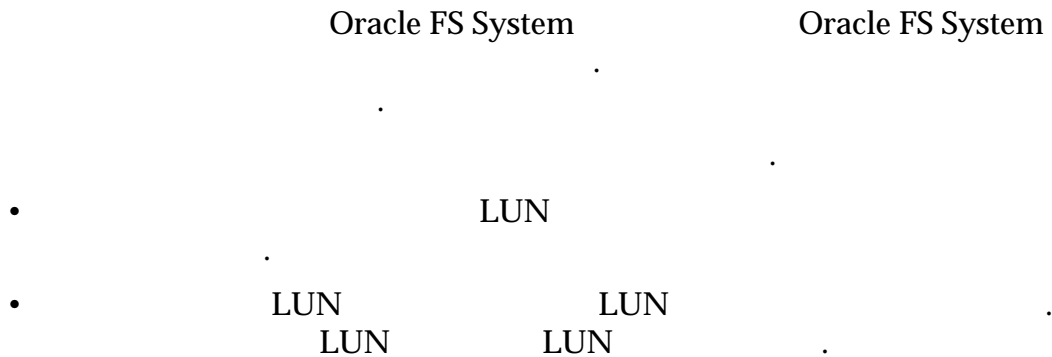 Oracle FS System Oracle FS System
.
.
.
• LUN
.
• LUN LUN .
LUN LUN .